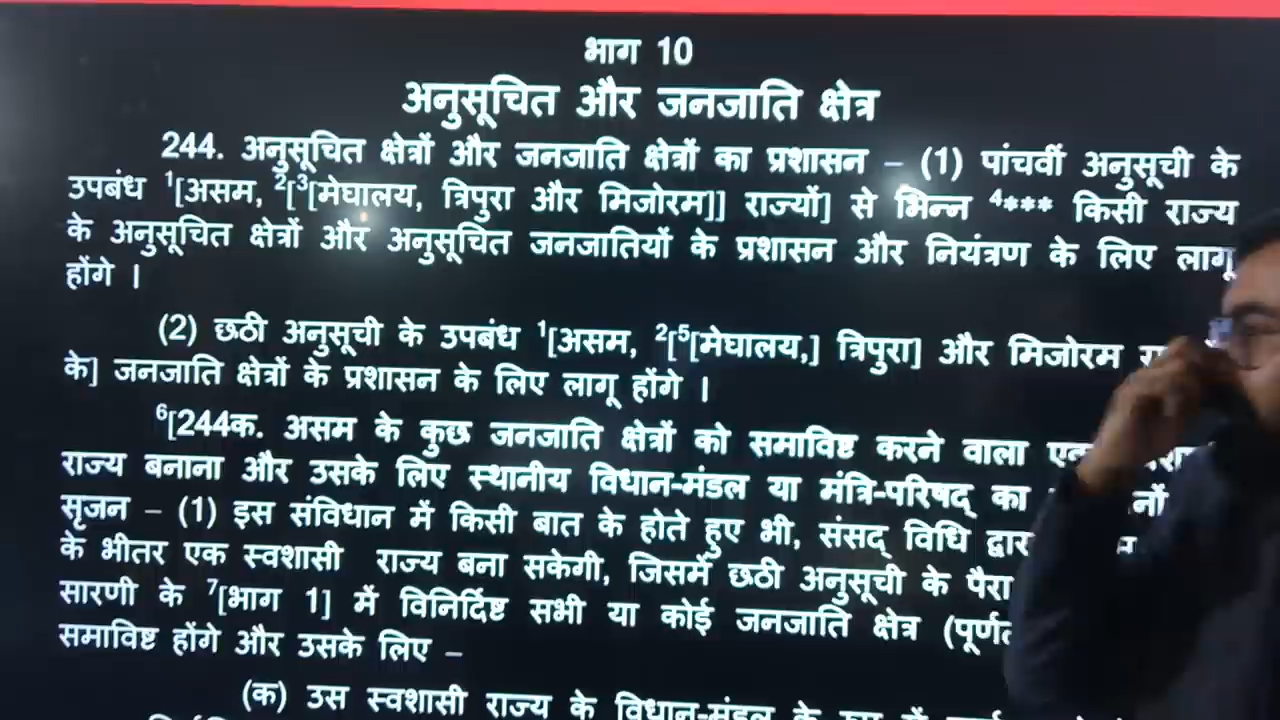 भाग 10
अनुसूचित और जनजाति क्षेत्र
244. अनुसूचित क्षेत्रों और जनजाति क्षेत्रों का प्रशासन – (1) पांचवीं अनुसूची के
उपबंध ¹[असम, ²[³[मेघालय, त्रिपुरा और मिजोरम]] राज्यों] से भिन्न ⁴*** किसी राज्य
के अनुसूचित क्षेत्रों और अनुसूचित जनजातियों के प्रशासन और नियंत्रण के लिए लागू
होंगे ।
(2) छठी अनुसूची के उपबंध ¹[असम, ²[⁵[मेघालय,] त्रिपुरा] और मिजोरम
के] जनजाति क्षेत्रों के प्रशासन के लिए लागू होंगे ।
⁶[244क. असम के कुछ जनजाति क्षेत्रों को समाविष्ट करने वाला
राज्य बनाना और उसके लिए स्थानीय विधान-मंडल या मंत्रि-परिषद् का
सृजन – (1) इस संविधान में किसी बात के होते हुए भी, संसद् विधि
के भीतर एक स्वशासी राज्य बना सकेगी, जिसमें छठी अनुसूची के पैरा
सारणी के ⁷[भाग 1] में विनिर्दिष्ट सभी या कोई जनजाति क्षेत्र
समाविष्ट होंगे और उसके लिए –
(क) उस स्वशासी राज्य के विधान-मंडल के